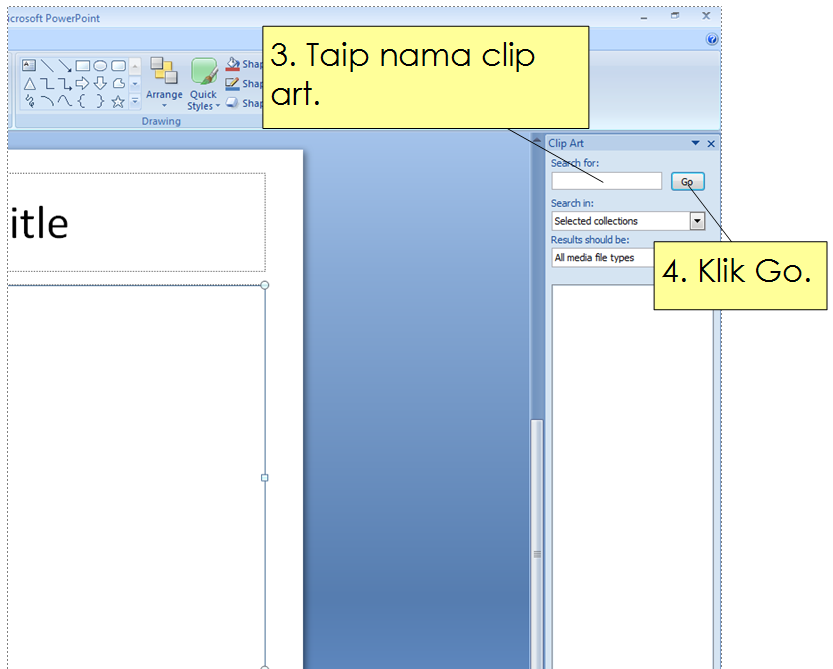 crosoft PowerPoint
3. Taip nama clip
art.
Shap
Shap
Shap
Arrange
Quick
Styles
Drawing
Clip Art
Search for:
Go
Search in:
Selected collections
Results should be:
All media file types
4. Klik Go.
itle